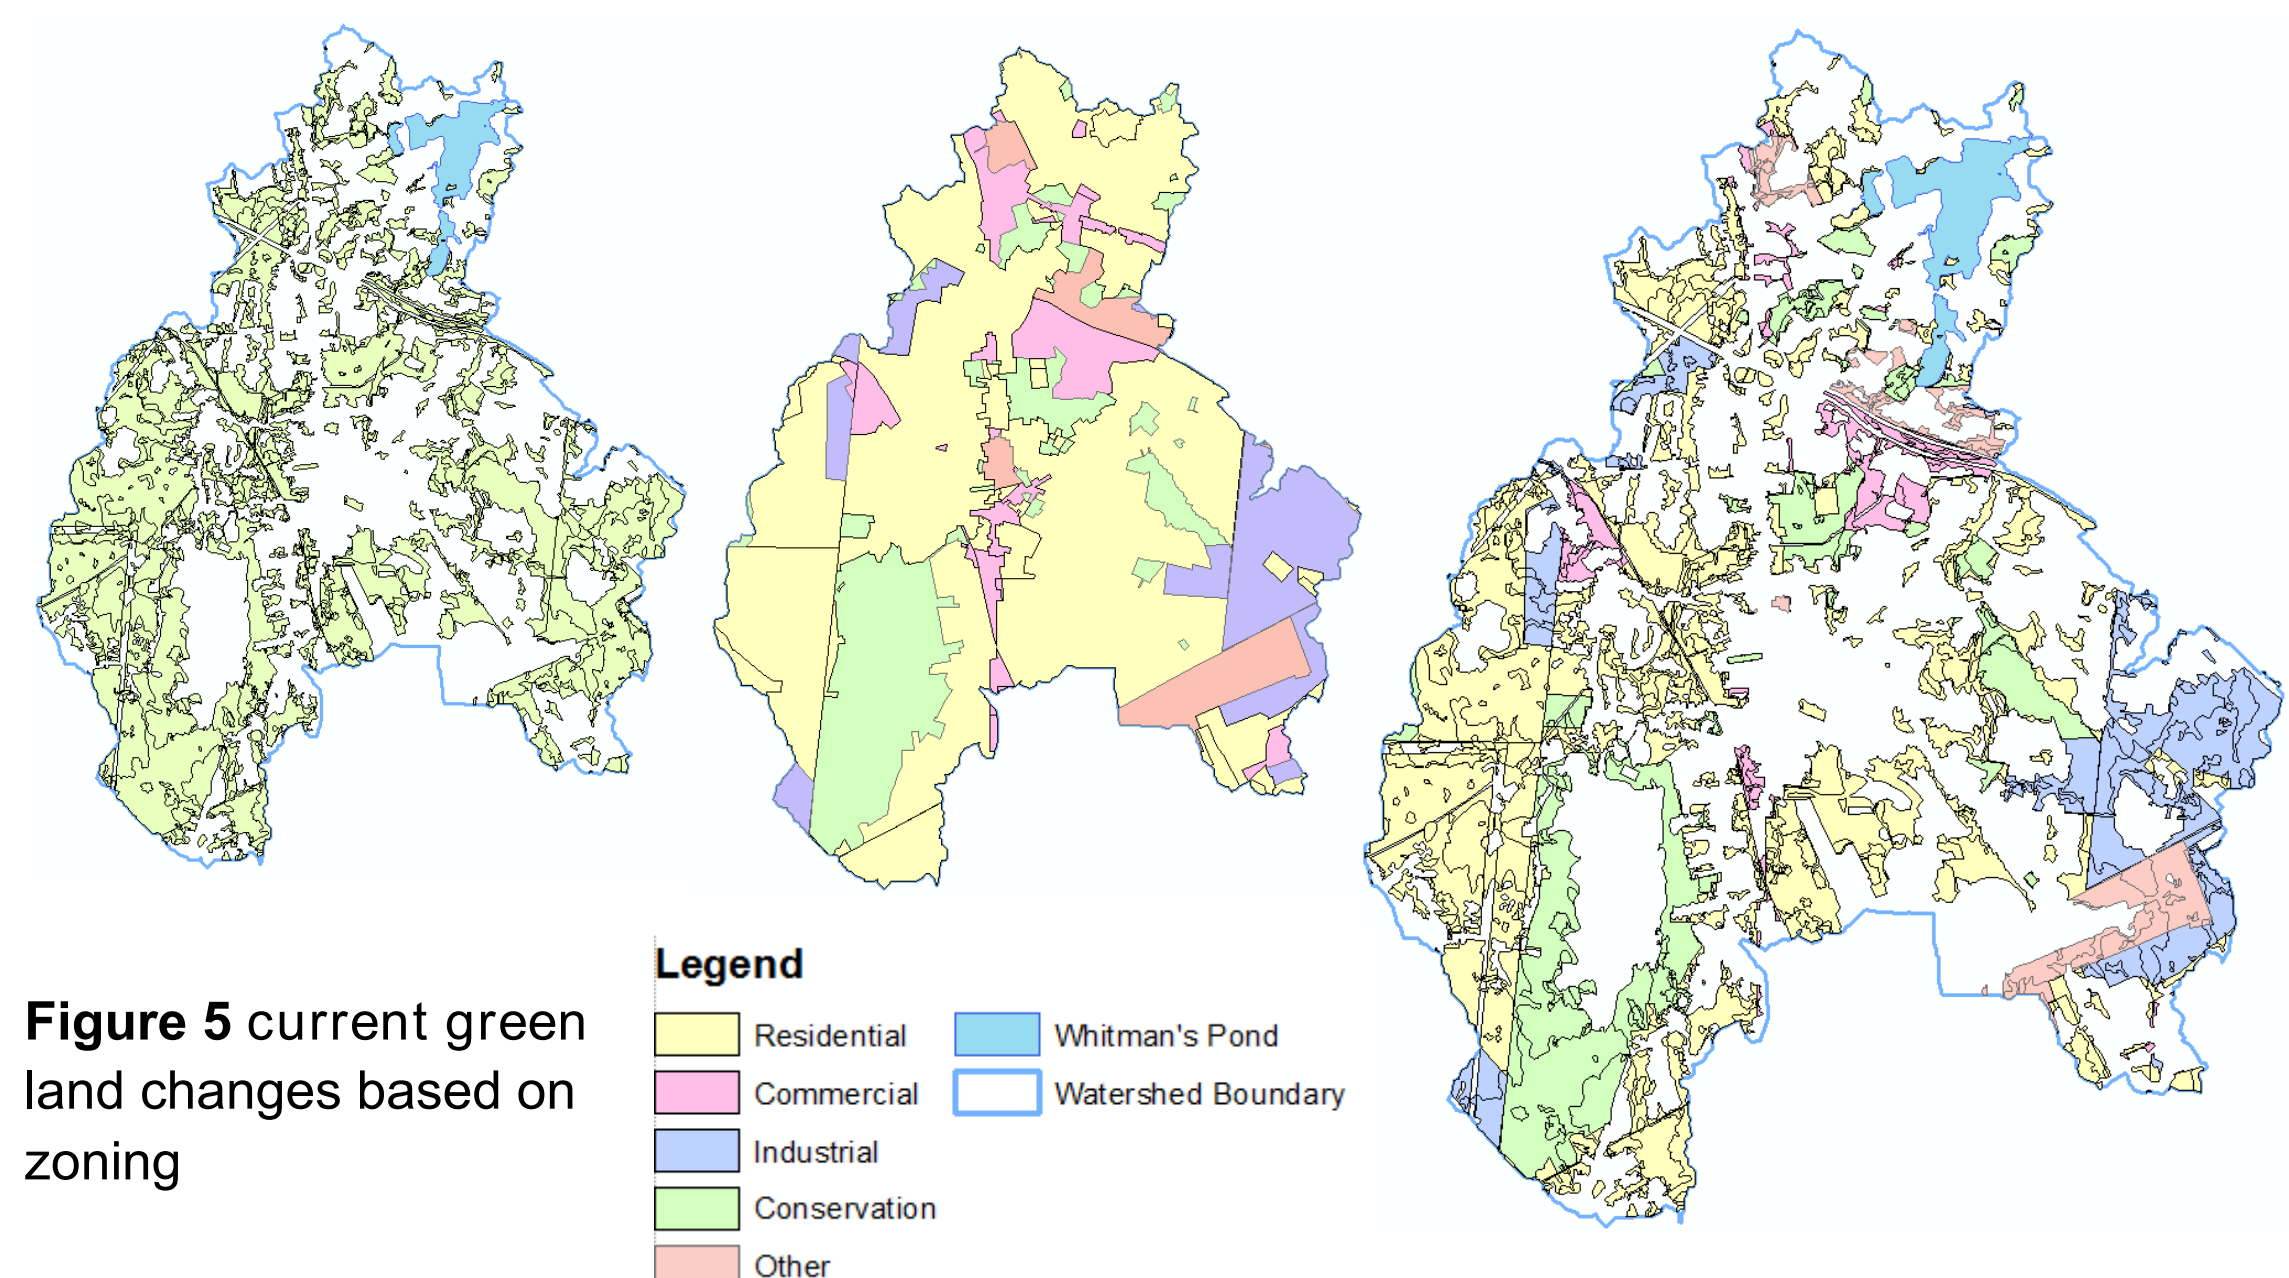 Figure 5 current green
land changes based on
zoning
Legend
Residential
Commercial
Industrial
Conservation
Other
Whitman's Pond
Watershed Boundary